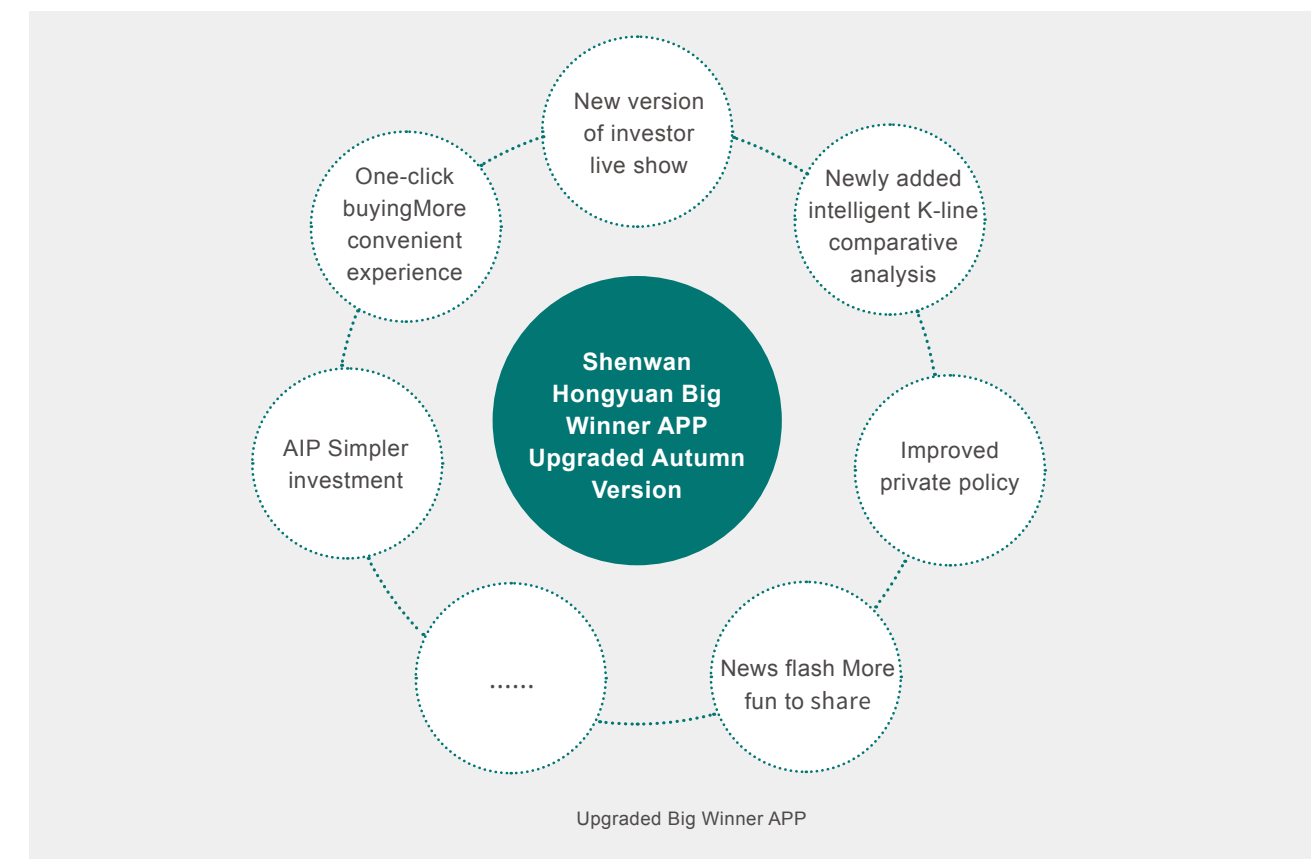 New version
of investor
live show
Newly added
intelligent K-line
comparative
analysis
Improved
private policy
News flash More
fun to share
......
AIP Simpler
investment
One-click
buyingMore
convenient
experience
Shenwan
Hongyuan Big
Winner APP
Upgraded Autumn
Version
Upgraded Big Winner APP